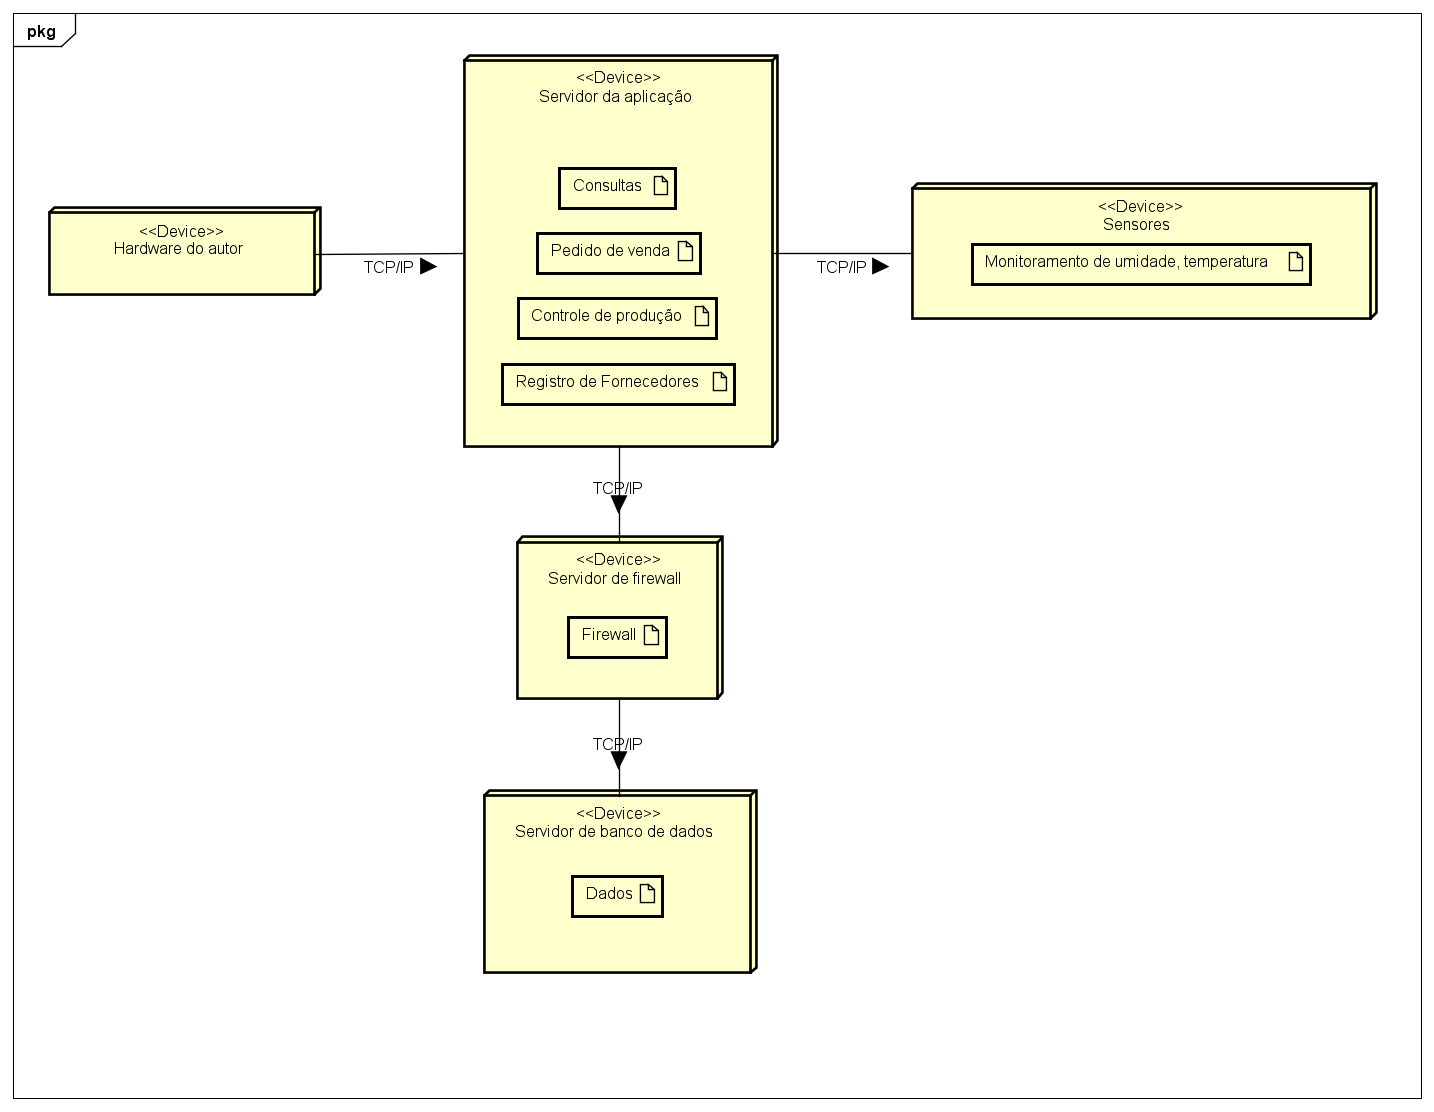 pkg
<<Device>>
Servidor da aplicação
Consultas
Pedido de venda
Controle de produção
Registro de Fornecedores
<<Device>>
Hardware do autor
TCP/IP
TCP/IP
<<Device>>
Sensores
Monitoramento de umidade, temperatura
TCP/IP
<<Device>>
Servidor de firewall
Firewall
TCP/IP
<<Device>>
Servidor de banco de dados
Dados